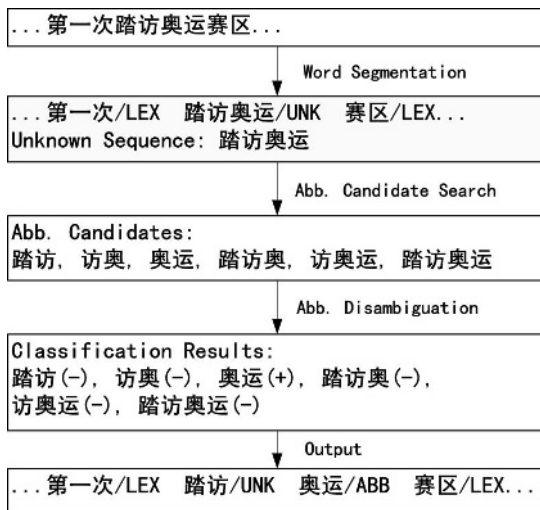 ...第一次踏访奥运赛区...
Word Segmentation
...第一次/LEX 踏访奥运/UNK 赛区/LEX...
Unknown Sequence: 踏访奥运
Abb. Candidate Search
Abb. Candidates:
踏访, 访奥, 奥运, 踏访奥, 访奥运, 踏访奥运
Abb. Disambiguation
Classification Results:
踏访(-), 访奥(-), 奥运(+), 踏访奥(-),
访奥运(-), 踏访奥运(-)
Output
...第一次/LEX 踏访/UNK 奥运/ABB 赛区/LEX...